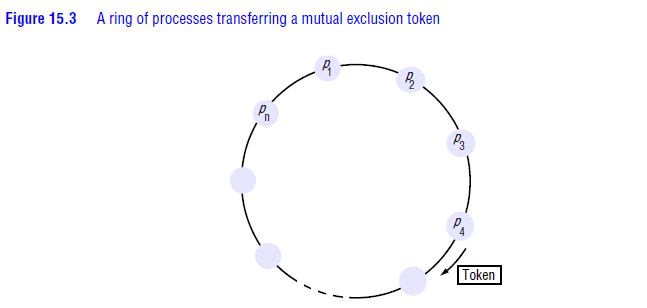 Figure 15.3 A ring of processes transferring a mutual exclusion token
p1
p2
pn
p3
p4
Token